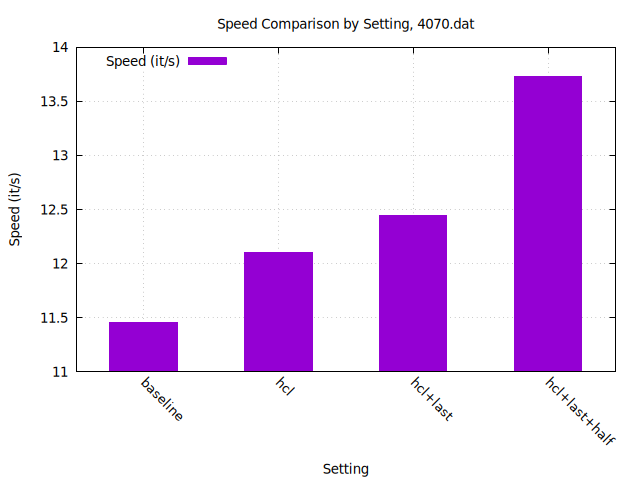 Speed Comparison by Setting, 4070.dat
Speed (it/s)
14
13.5
13
12.5
12
11.5
11
Speed (it/s)
baseline
hcl
hcl+last
hcl+last+half
Setting